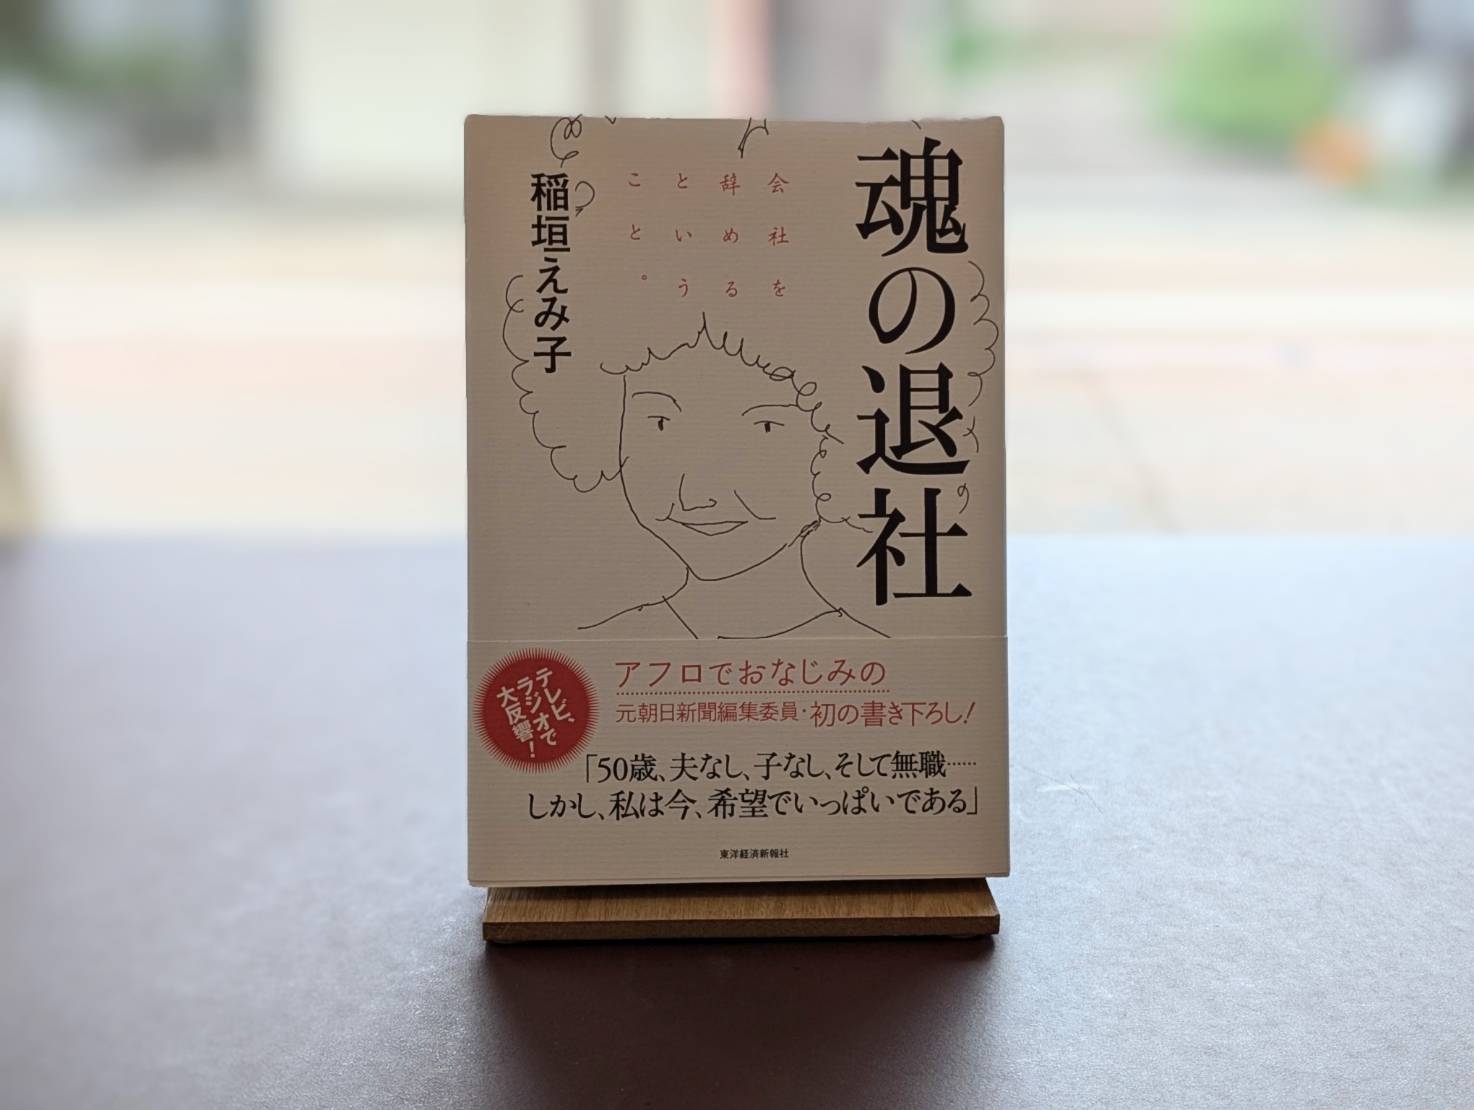 魂の退社
会社を
辞める
という
こと。
稲垣えみ子
テレビ、
ラジオで
大反響!
アフロでおなじみの
元朝日新聞編集委員・初の書き下ろし!
「50歳、夫なし、子なし、そして無職……
しかし、私は今、希望でいっぱいである」
東洋経済新報社